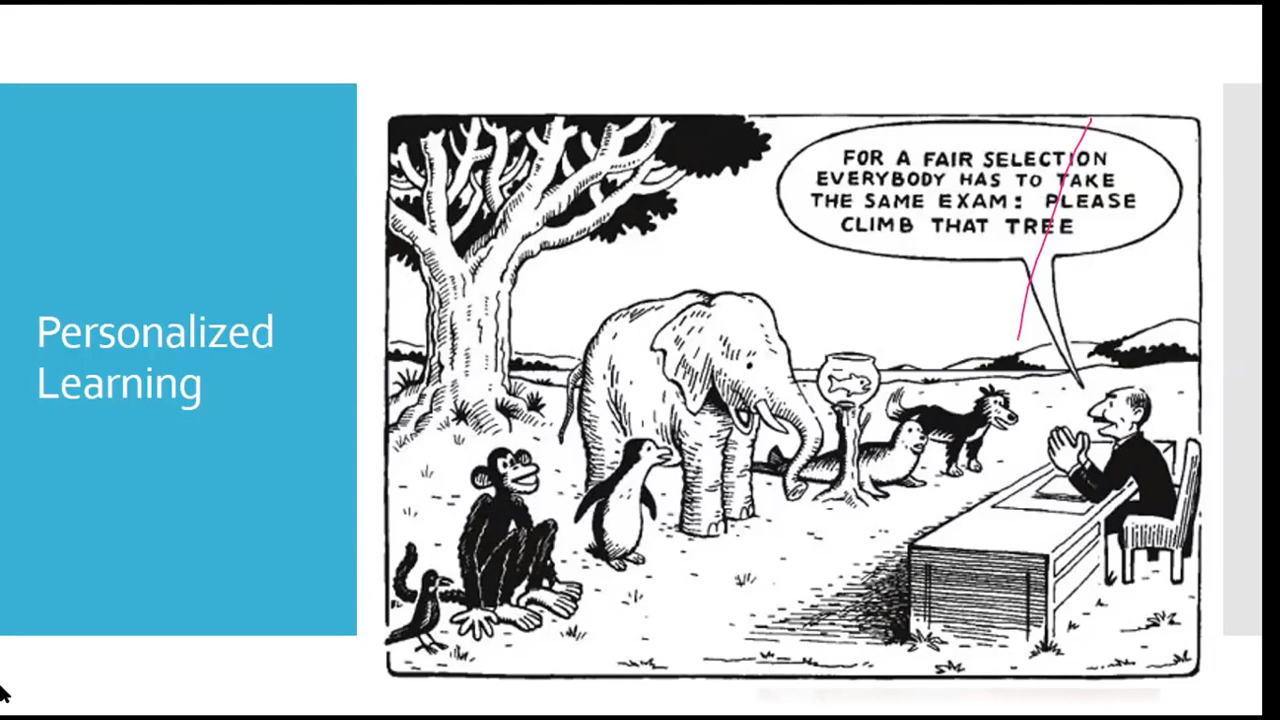 Personalized
Learning
FOR A FAIR SELECTION
EVERYBODY HAS TO TAKE
THE SAME EXAM: PLEASE
CLIMB THAT TREE